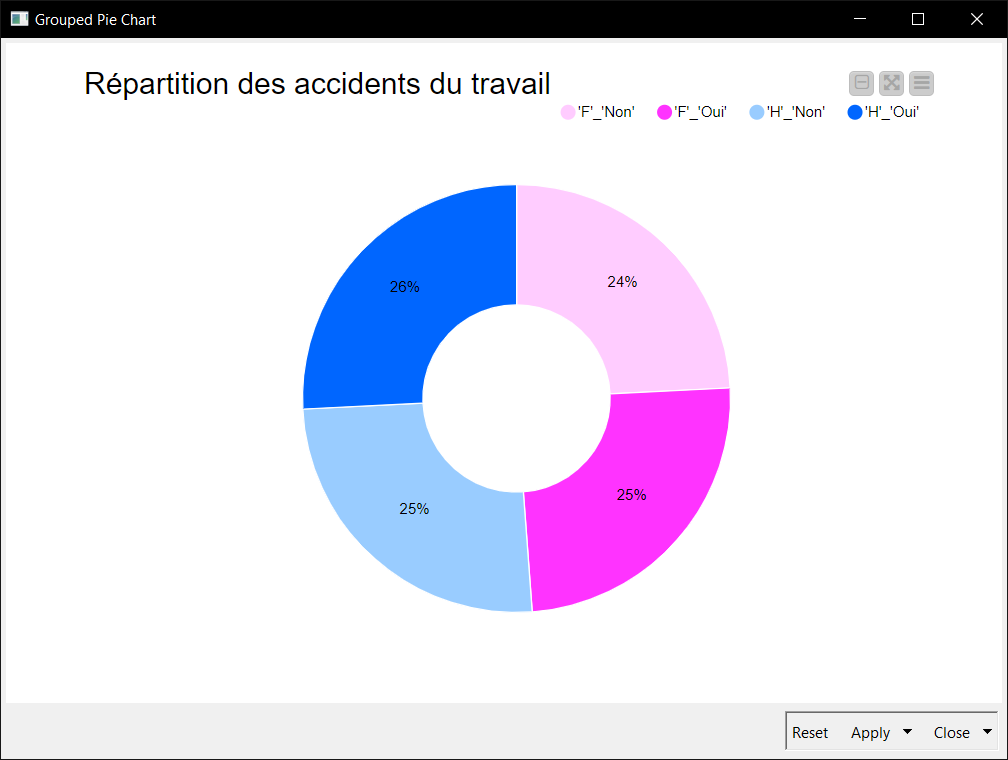 Grouped Pie Chart
Répartition des accidents du travail
'F'_'Non' 'F'_'Oui' 'H'_'Non' 'H'_'Oui'
24%
26%
25%
25%
Reset Apply Close